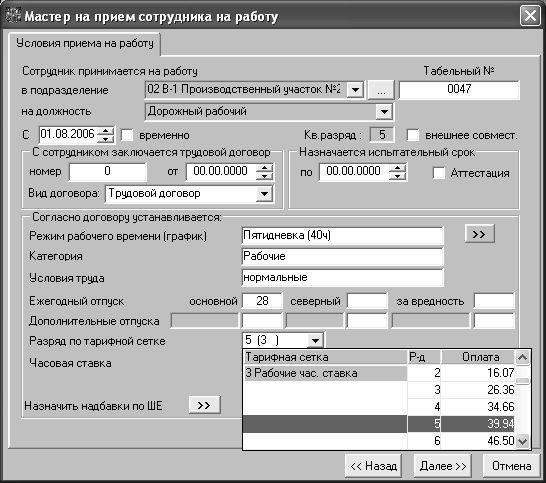 Мастер на прием сотрудника на работу
Условия приема на работу
Сотрудник принимается на работу Табельный №
в подразделение 02 В-1 Производственный участок №2 ... 0047
на должность Дорожный рабочий
С 01.08.2006 временно Кв.разряд : 5 внешнее совмест.
С сотрудником заключается трудовой договор Назначается испытательный срок
номер 0 от 00.00.0000 по 00.00.0000 Аттестация
Вид договора: Трудовой договор
Согласно договору устанавливается:
Режим рабочего времени (график) Пятидневка (40ч) >>
Категория Рабочие
Условия труда нормальные
Ежегодный отпуск основной 28 северный за вредность
Дополнительные отпуска
Разряд по тарифной сетке 5 (3 )
Часовая ставка
Тарифная сетка Р-д Оплата
3 Рабочие час. ставка 2 16.07
3 26.36
4 34.66
5 39.94
6 46.50
Назначить надбавки по ШЕ >>
<< Назад Далее >> Отмена